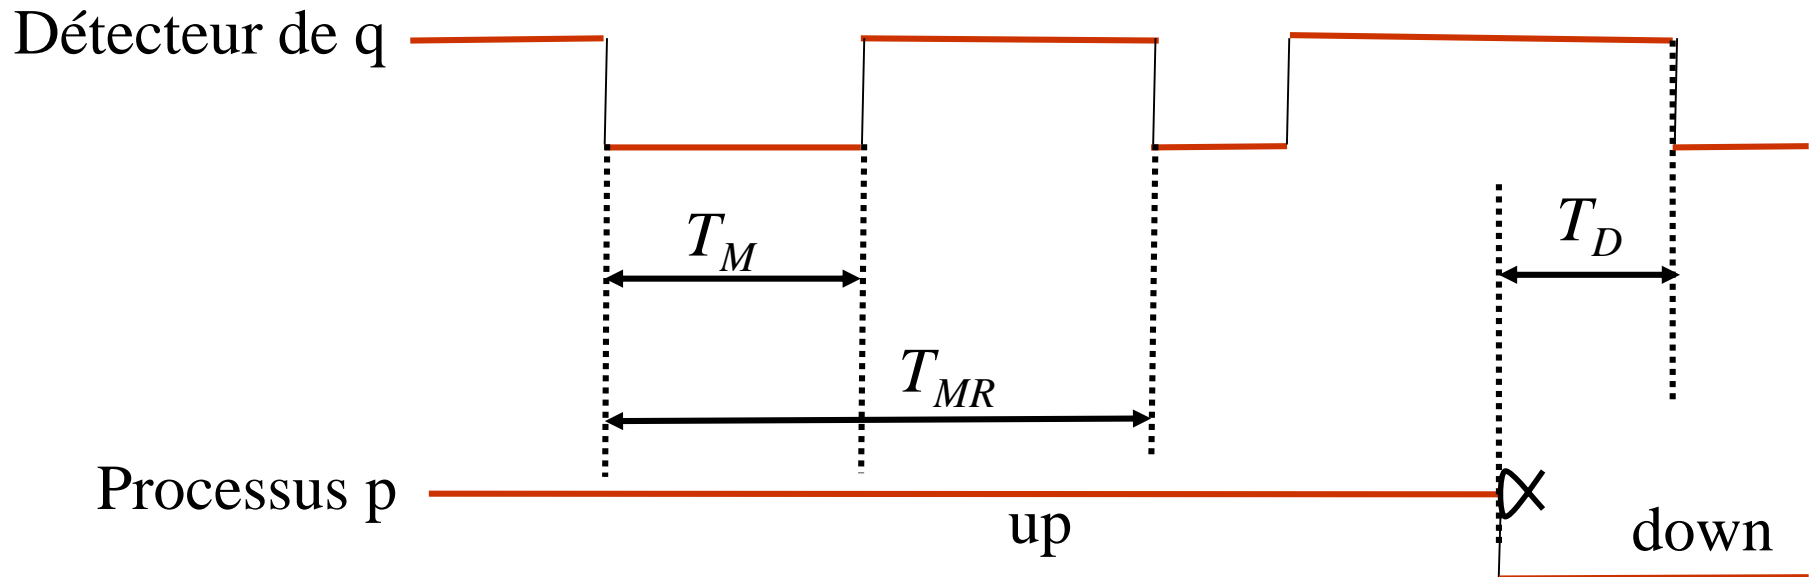 Détecteur de q
T_M
T_D
T_MR
Processus p
up
down